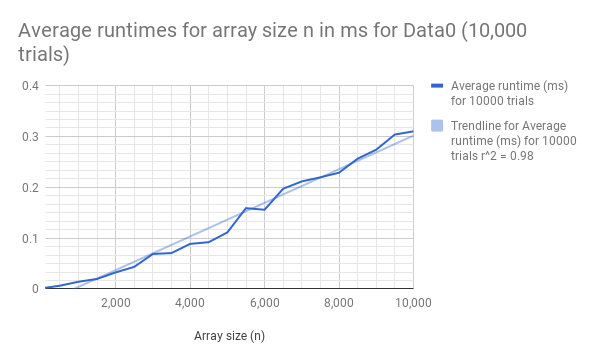 Average runtimes for array size n in ms for Data0 (10,000
trials)
0.4
0.3
0.2
0.1
0
2,000
4,000
6,000
8,000
10,000
Array size (n)
Average runtime (ms)
for 10000 trials
Trendline for Average
runtime (ms) for 10000
trials r^2 = 0.98